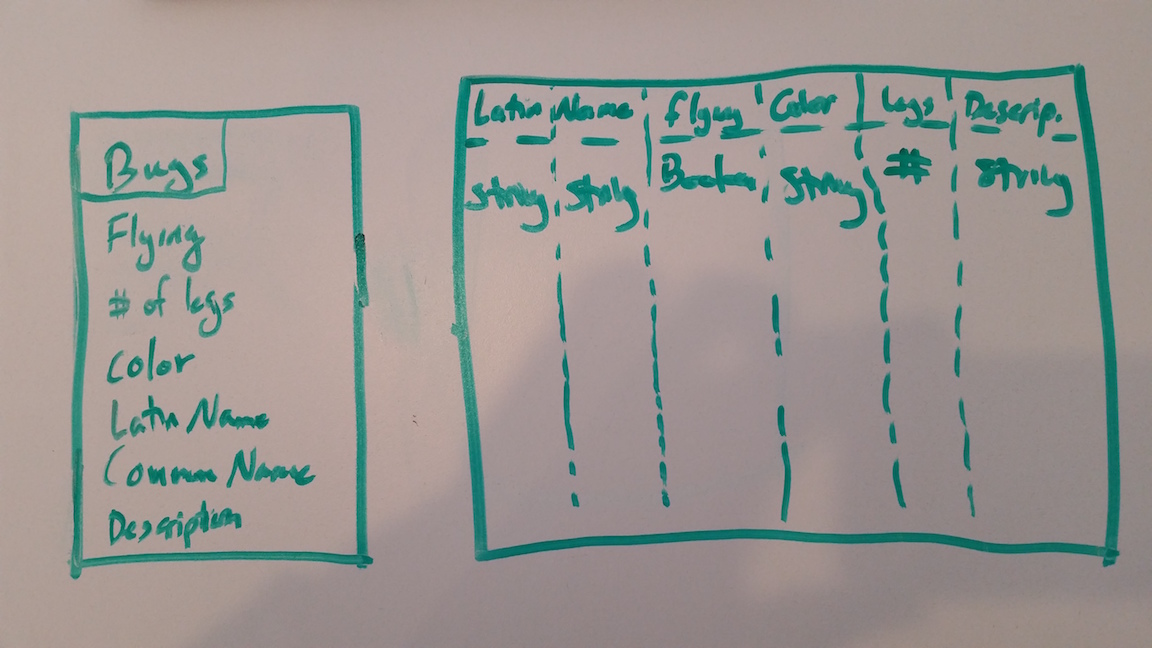 Bugs
Flying
# of legs
Color
Latin Name
Common Name
Description
Latin Name Flying Color legs Descrip.
String String Boolean String # String